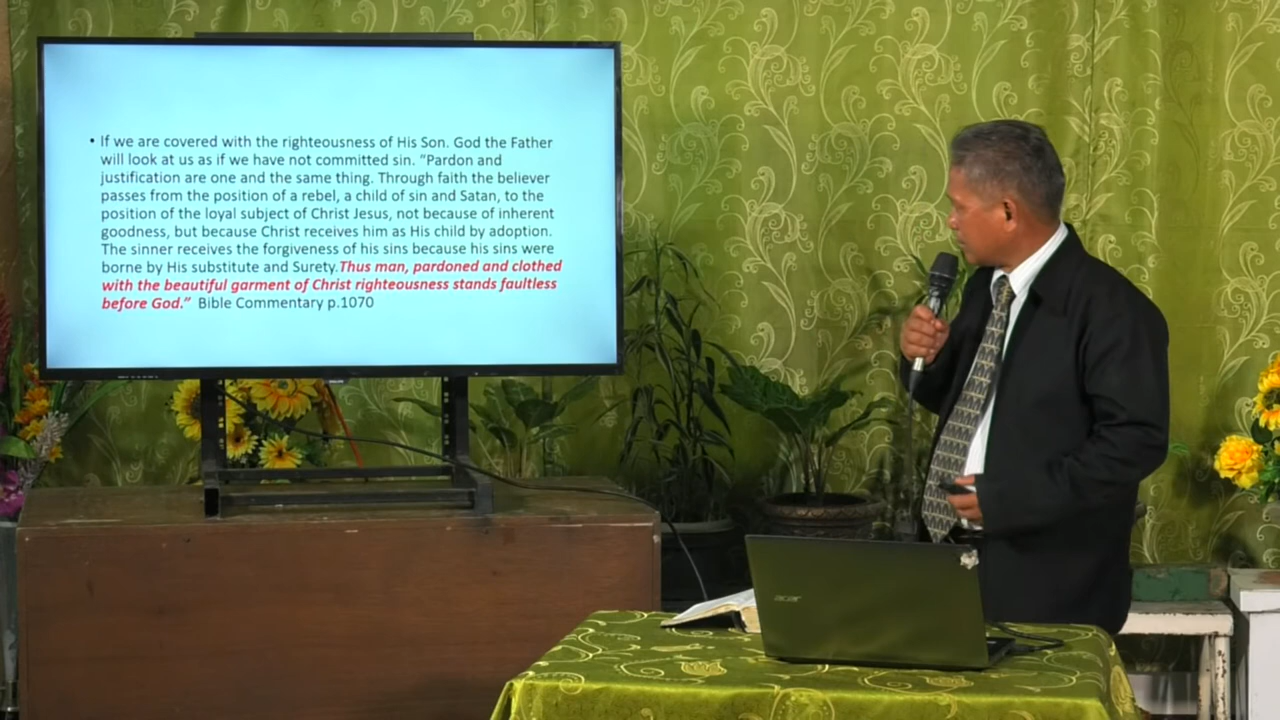 • If we are covered with the righteousness of His Son. God the Father
will look at us as if we have not committed sin. “Pardon and
justification are one and the same thing. Through faith the believer
passes from the position of a rebel, a child of sin and Satan, to the
position of the loyal subject of Christ Jesus, not because of inherent
goodness, but because Christ receives him as His child by adoption.
The sinner receives the forgiveness of his sins because his sins were
borne by His substitute and Surety.Thus man, pardoned and clothed
with the beautiful garment of Christ righteousness stands faultless
before God.” Bible Commentary p.1070
PHILIPS
acer